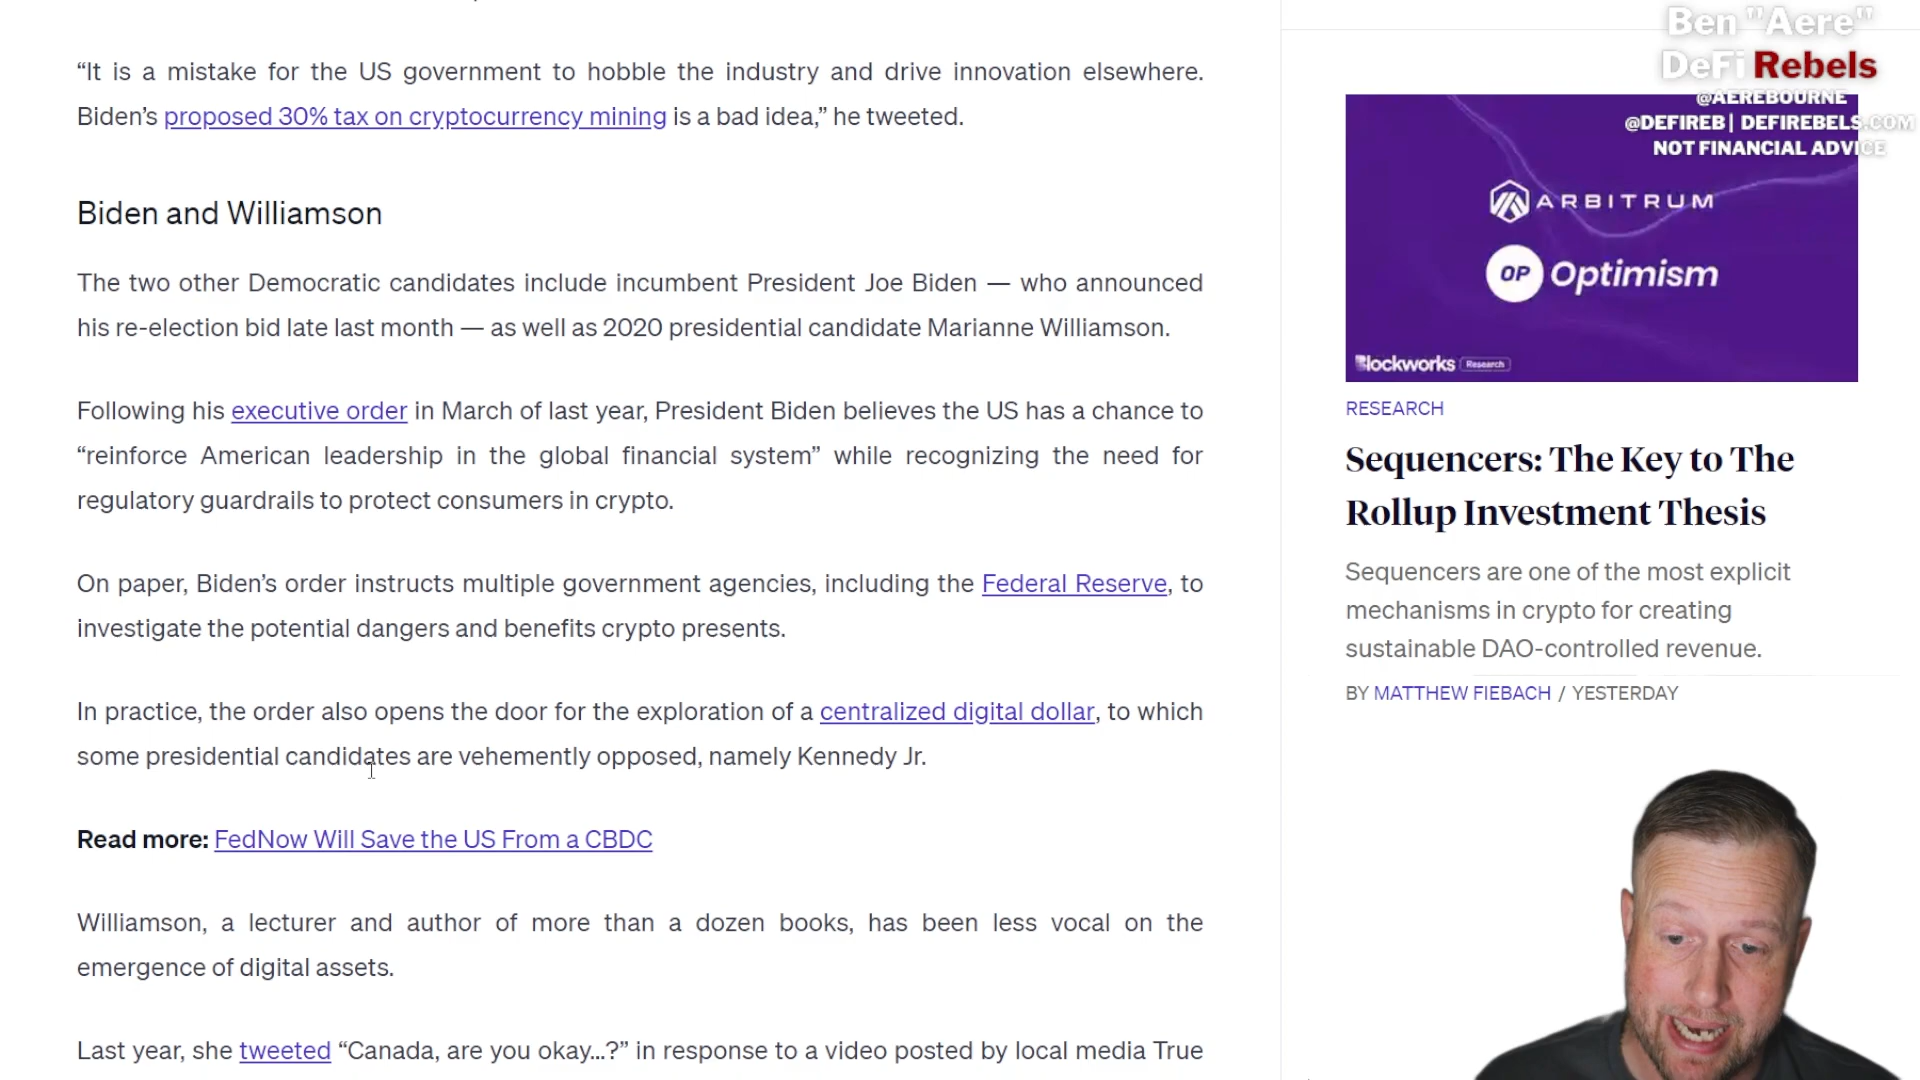 “It is a mistake for the US government to hobble the industry and drive innovation elsewhere.
Biden’s proposed 30% tax on cryptocurrency mining is a bad idea,” he tweeted.
Biden and Williamson
The two other Democratic candidates include incumbent President Joe Biden — who announced
his re-election bid late last month — as well as 2020 presidential candidate Marianne Williamson.
Following his executive order in March of last year, President Biden believes the US has a chance to
“reinforce American leadership in the global financial system” while recognizing the need for
regulatory guardrails to protect consumers in crypto.
On paper, Biden’s order instructs multiple government agencies, including the Federal Reserve, to
investigate the potential dangers and benefits crypto presents.
In practice, the order also opens the door for the exploration of a centralized digital dollar, to which
some presidential candidates are vehemently opposed, namely Kennedy Jr.
Read more: FedNow Will Save the US From a CBDC
Williamson, a lecturer and author of more than a dozen books, has been less vocal on the
emergence of digital assets.
Last year, she tweeted “Canada, are you okay...?” in response to a video posted by local media True
Ben "Aere"
DeFi Rebels
@AEREBOURNE
@DEFIREB | DEFIREBELS.COM
NOT FINANCIAL ADVICE
ARBITRUM
OP Optimism
Blockworks Research
RESEARCH
Sequencers: The Key to The
Rollup Investment Thesis
Sequencers are one of the most explicit
mechanisms in crypto for creating
sustainable DAO-controlled revenue.
BY MATTHEW FIEBACH / YESTERDAY